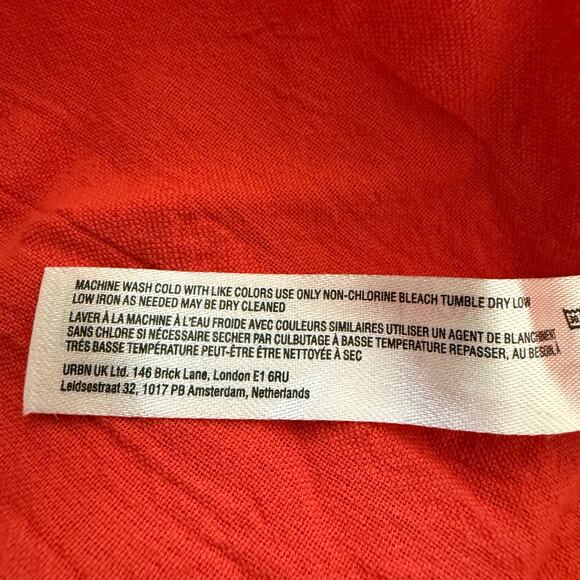 MACHINE WASH COLD WITH LIKE COLORS USE ONLY NON-CHLORINE BLEACH TUMBLE DRY LOW
LOW IRON AS NEEDED MAY BE DRY CLEANED
LAVER À LA MACHINE À L'EAU FROIDE AVEC COULEURS SIMILAIRES UTILISER UN AGENT DE BLANCHIMENT
SANS CHLORE SI NÉCESSAIRE SECHER PAR CULBUTAGE À BASSE TEMPERATURE REPASSER, AU BESOIN, À
TRÈS BASSE TEMPÉRATURE PEUT-ÊTRE ÊTRE NETTOYÉE À SEC
URBN UK Ltd. 146 Brick Lane, London E1 6RU
Leidsestraat 32, 1017 PB Amsterdam, Netherlands